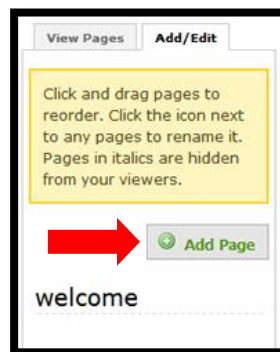 View Pages Add/Edit
Click and drag pages to
reorder. Click the icon next
to any pages to rename it.
Pages in italics are hidden
from your viewers.
Add Page
welcome